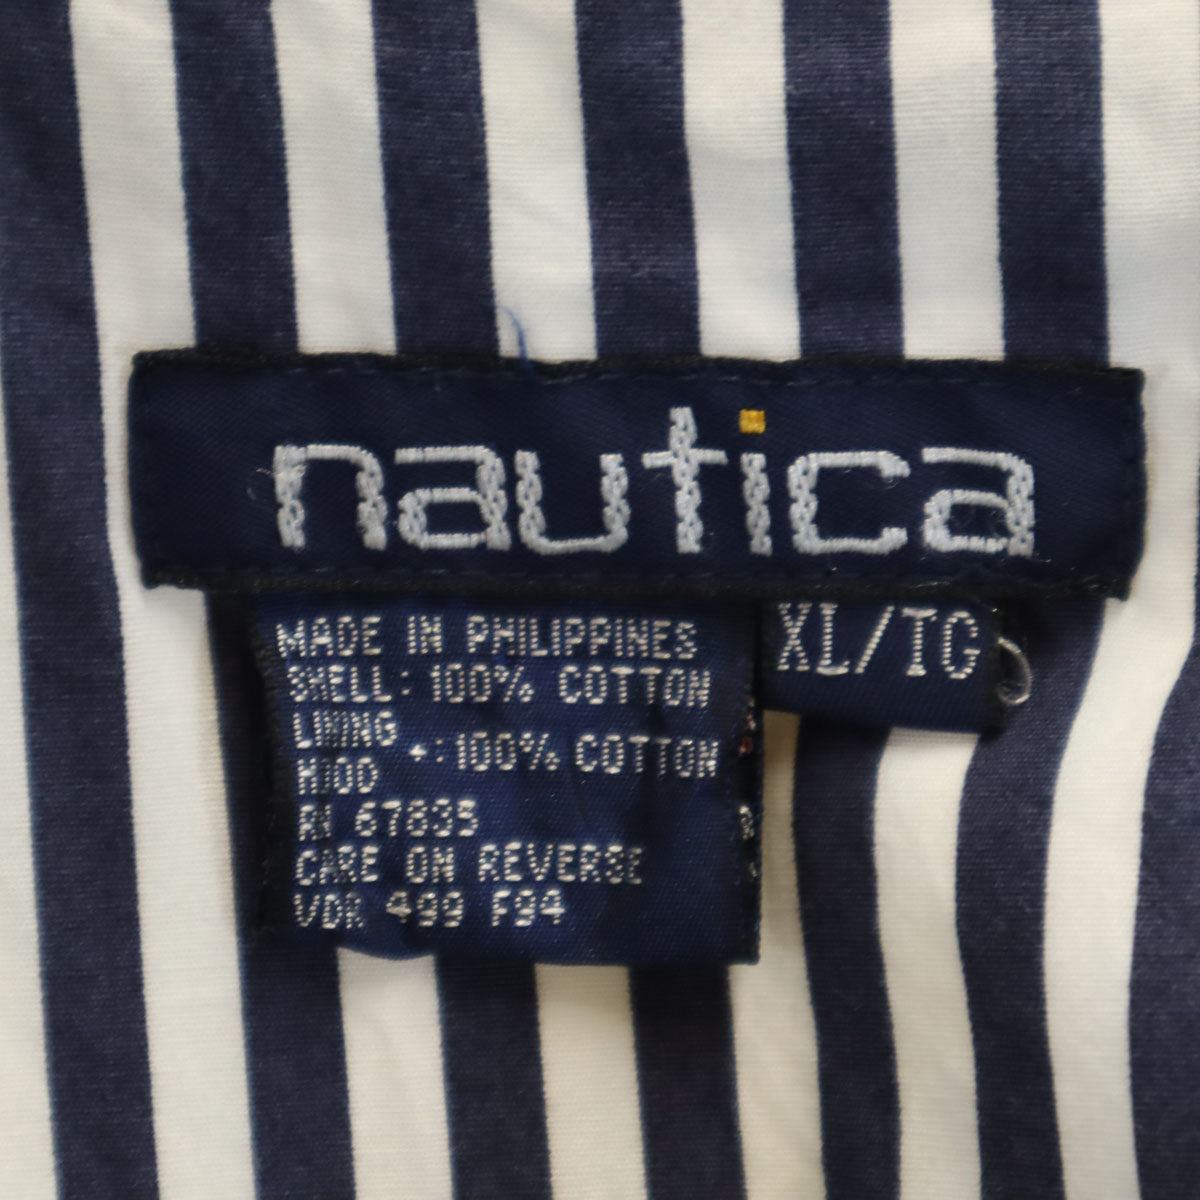 nautica
XL/TG
MADE IN PHILIPPINES
SHELL: 100% COTTON
LINING
+: 100% COTTON
HOOD
RN 67835
CARE ON REVERSE
VDR 499 F94